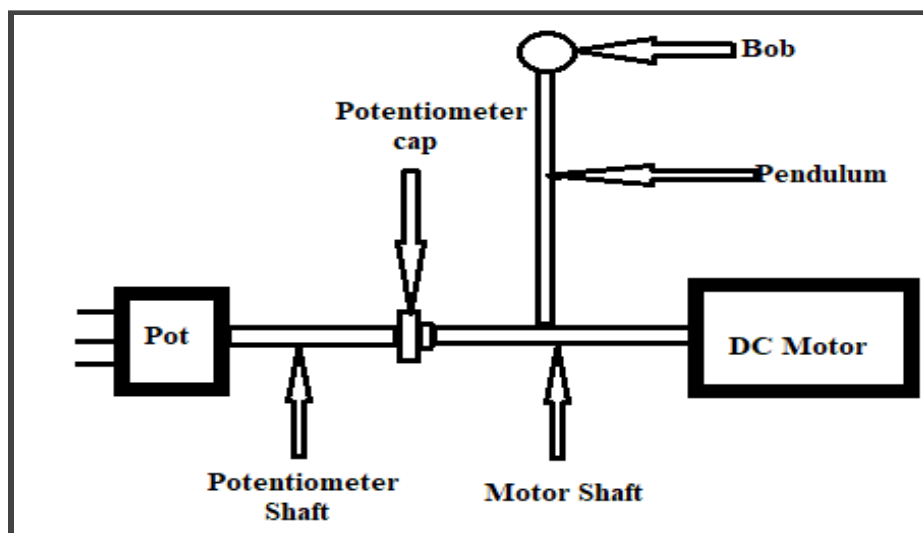 Bob
Potentiometer
cap
Pendulum
Pot
DC Motor
Potentiometer
Shaft
Motor Shaft